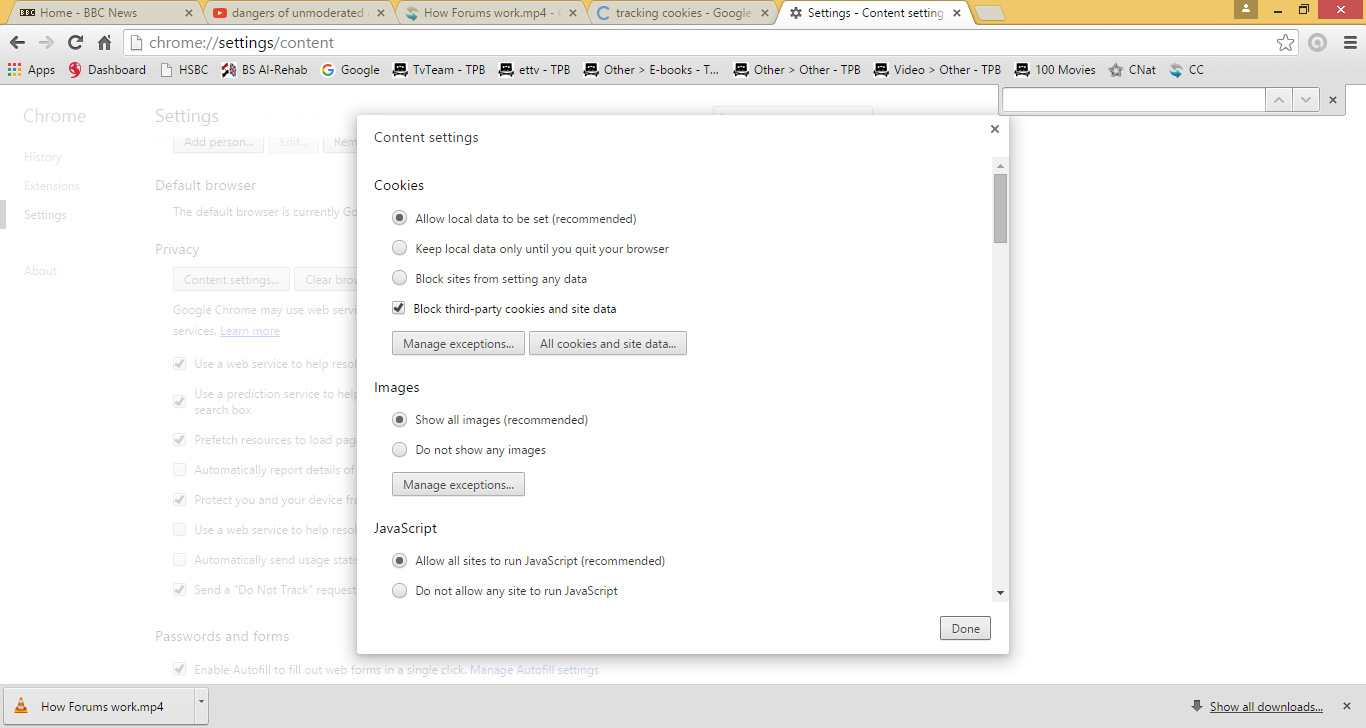 BBC Home - BBC News
dangers of unmoderated
How Forums work.mp4 -
tracking cookies - Google
Settings - Content setting
chrome://settings/content
Apps
Dashboard
HSBC
BS Al-Rehab
Google
TvTeam - TPB
ettv - TPB
Other > E-books - T...
Other > Other - TPB
Video > Other - TPB
100 Movies
CNat
CC
Chrome
History
Extensions
Settings
About
Settings
Add person...
Edit...
Rem
Default browser
The default browser is currently Go
Privacy
Content settings...
Clear brow
Google Chrome may use web servi
services. Learn more
Use a web service to help resol
Use a prediction service to help
search box
Prefetch resources to load pag
Automatically report details of
Protect you and your device fro
Use a web service to help resol
Automatically send usage statis
Send a "Do Not Track" request
Passwords and forms
Enable Autofill to fill out web forms in a single click. Manage Autofill settings
Content settings
Cookies
Allow local data to be set (recommended)
Keep local data only until you quit your browser
Block sites from setting any data
Block third-party cookies and site data
Manage exceptions...
All cookies and site data...
Images
Show all images (recommended)
Do not show any images
Manage exceptions...
JavaScript
Allow all sites to run JavaScript (recommended)
Do not allow any site to run JavaScript
Done
How Forums work.mp4
Show all downloads...